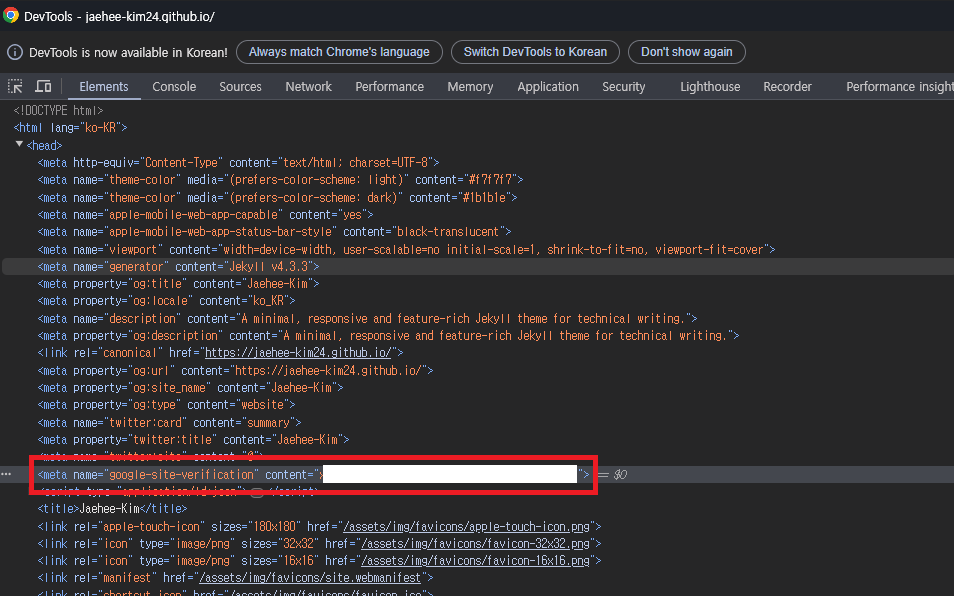 DevTools - jaehee-kim24.github.io/
DevTools is now available in Korean! Always match Chrome's language Switch DevTools to Korean Don't show again
Elements Console Sources Network Performance Memory Application Security Lighthouse Recorder Performance insight
<!DOCTYPE html>
<html lang="ko-KR">
<head>
<meta http-equiv="Content-Type" content="text/html; charset=UTF-8">
<meta name="theme-color" media="(prefers-color-scheme: light)" content="#f7f7f7">
<meta name="theme-color" media="(prefers-color-scheme: dark)" content="#1b1b1e">
<meta name="apple-mobile-web-app-capable" content="yes">
<meta name="apple-mobile-web-app-status-bar-style" content="black-translucent">
<meta name="viewport" content="width=device-width, user-scalable=no initial-scale=1, shrink-to-fit=no, viewport-fit=cover">
<meta name="generator" content="Jekyll v4.3.3">
<meta property="og:title" content="Jaehee-Kim">
<meta property="og:locale" content="ko_KR">
<meta name="description" content="A minimal, responsive and feature-rich Jekyll theme for technical writing.">
<meta property="og:description" content="A minimal, responsive and feature-rich Jekyll theme for technical writing.">
<link rel="canonical" href="https://jaehee-kim24.github.io/">
<meta property="og:url" content="https://jaehee-kim24.github.io/">
<meta property="og:site_name" content="Jaehee-Kim">
<meta property="og:type" content="website">
<meta name="twitter:card" content="summary">
<meta property="twitter:title" content="Jaehee-Kim">
<meta name="twitter:site" content="@">
<meta name="google-site-verification" content=" "> == $0
<script type="application/ld+json"> … </script>
<title>Jaehee-Kim</title>
<link rel="apple-touch-icon" sizes="180x180" href="/assets/img/favicons/apple-touch-icon.png">
<link rel="icon" type="image/png" sizes="32x32" href="/assets/img/favicons/favicon-32x32.png">
<link rel="icon" type="image/png" sizes="16x16" href="/assets/img/favicons/favicon-16x16.png">
<link rel="manifest" href="/assets/img/favicons/site.webmanifest">
<link rel="shortcut icon" href="/assets/img/favicons/favicon.ico">